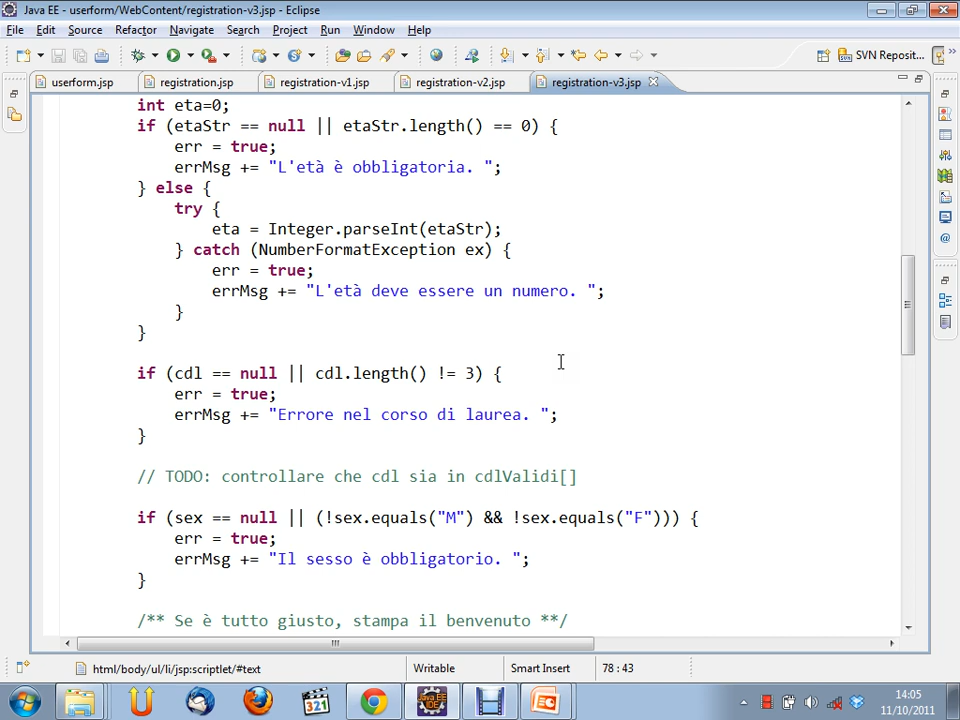 Java EE - userform/WebContent/registration-v3.jsp - Eclipse
File Edit Source Refactor Navigate Search Project Run Window Help
SVN Reposit...
userform.jsp registration.jsp registration-v1.jsp registration-v2.jsp registration-v3.jsp
int eta=0;
if (etaStr == null || etaStr.length() == 0) {
err = true;
errMsg += "L'età è obbligatoria. ";
} else {
try {
eta = Integer.parseInt(etaStr);
} catch (NumberFormatException ex) {
err = true;
errMsg += "L'età deve essere un numero. ";
}
}
if (cdl == null || cdl.length() != 3) {
err = true;
errMsg += "Errore nel corso di laurea. ";
}
// TODO: controllare che cdl sia in cdlValidi[]
if (sex == null || (!sex.equals("M") && !sex.equals("F"))) {
err = true;
errMsg += "Il sesso è obbligatorio. ";
}
/** Se è tutto giusto, stampa il benvenuto **/
html/body/ul/li/jsp:scriptlet/#text Writable Smart Insert 78 : 43
14:05
11/10/2011